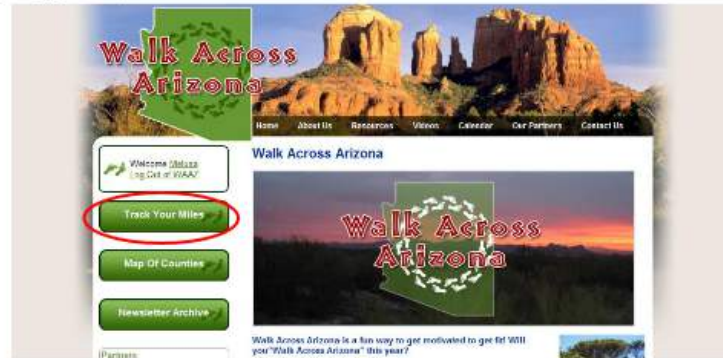 Walk Across
Arizona
Home About Us Resources Videos Calendar Our Partners Contact Us
Welcome Melissa
Log Out of WAAZ
Track Your Miles
Map Of Counties
Newsletter Archive
Partners
Walk Across Arizona
Walk Across
Arizona
Walk Across Arizona is a fun way to get motivated to get fit! Will
you"Walk Across Arizona" this year?